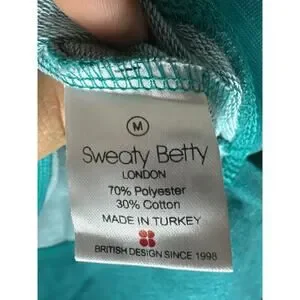 M
Sweaty Betty
LONDON
70% Polyester
30% Cotton
MADE IN TURKEY
BRITISH DESIGN SINCE 1998